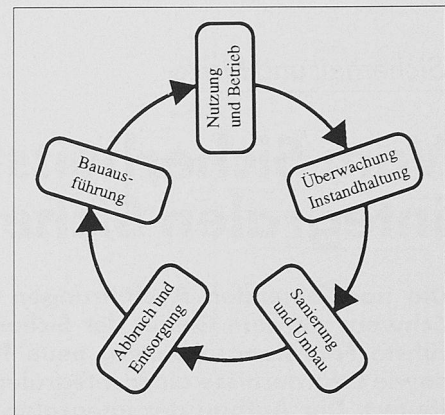 Nutzung
und Betrieb
Überwachung
Instandhaltung
Sanierung
und Umbau
Abbruch und
Entsorgung
Bauaus-
führung